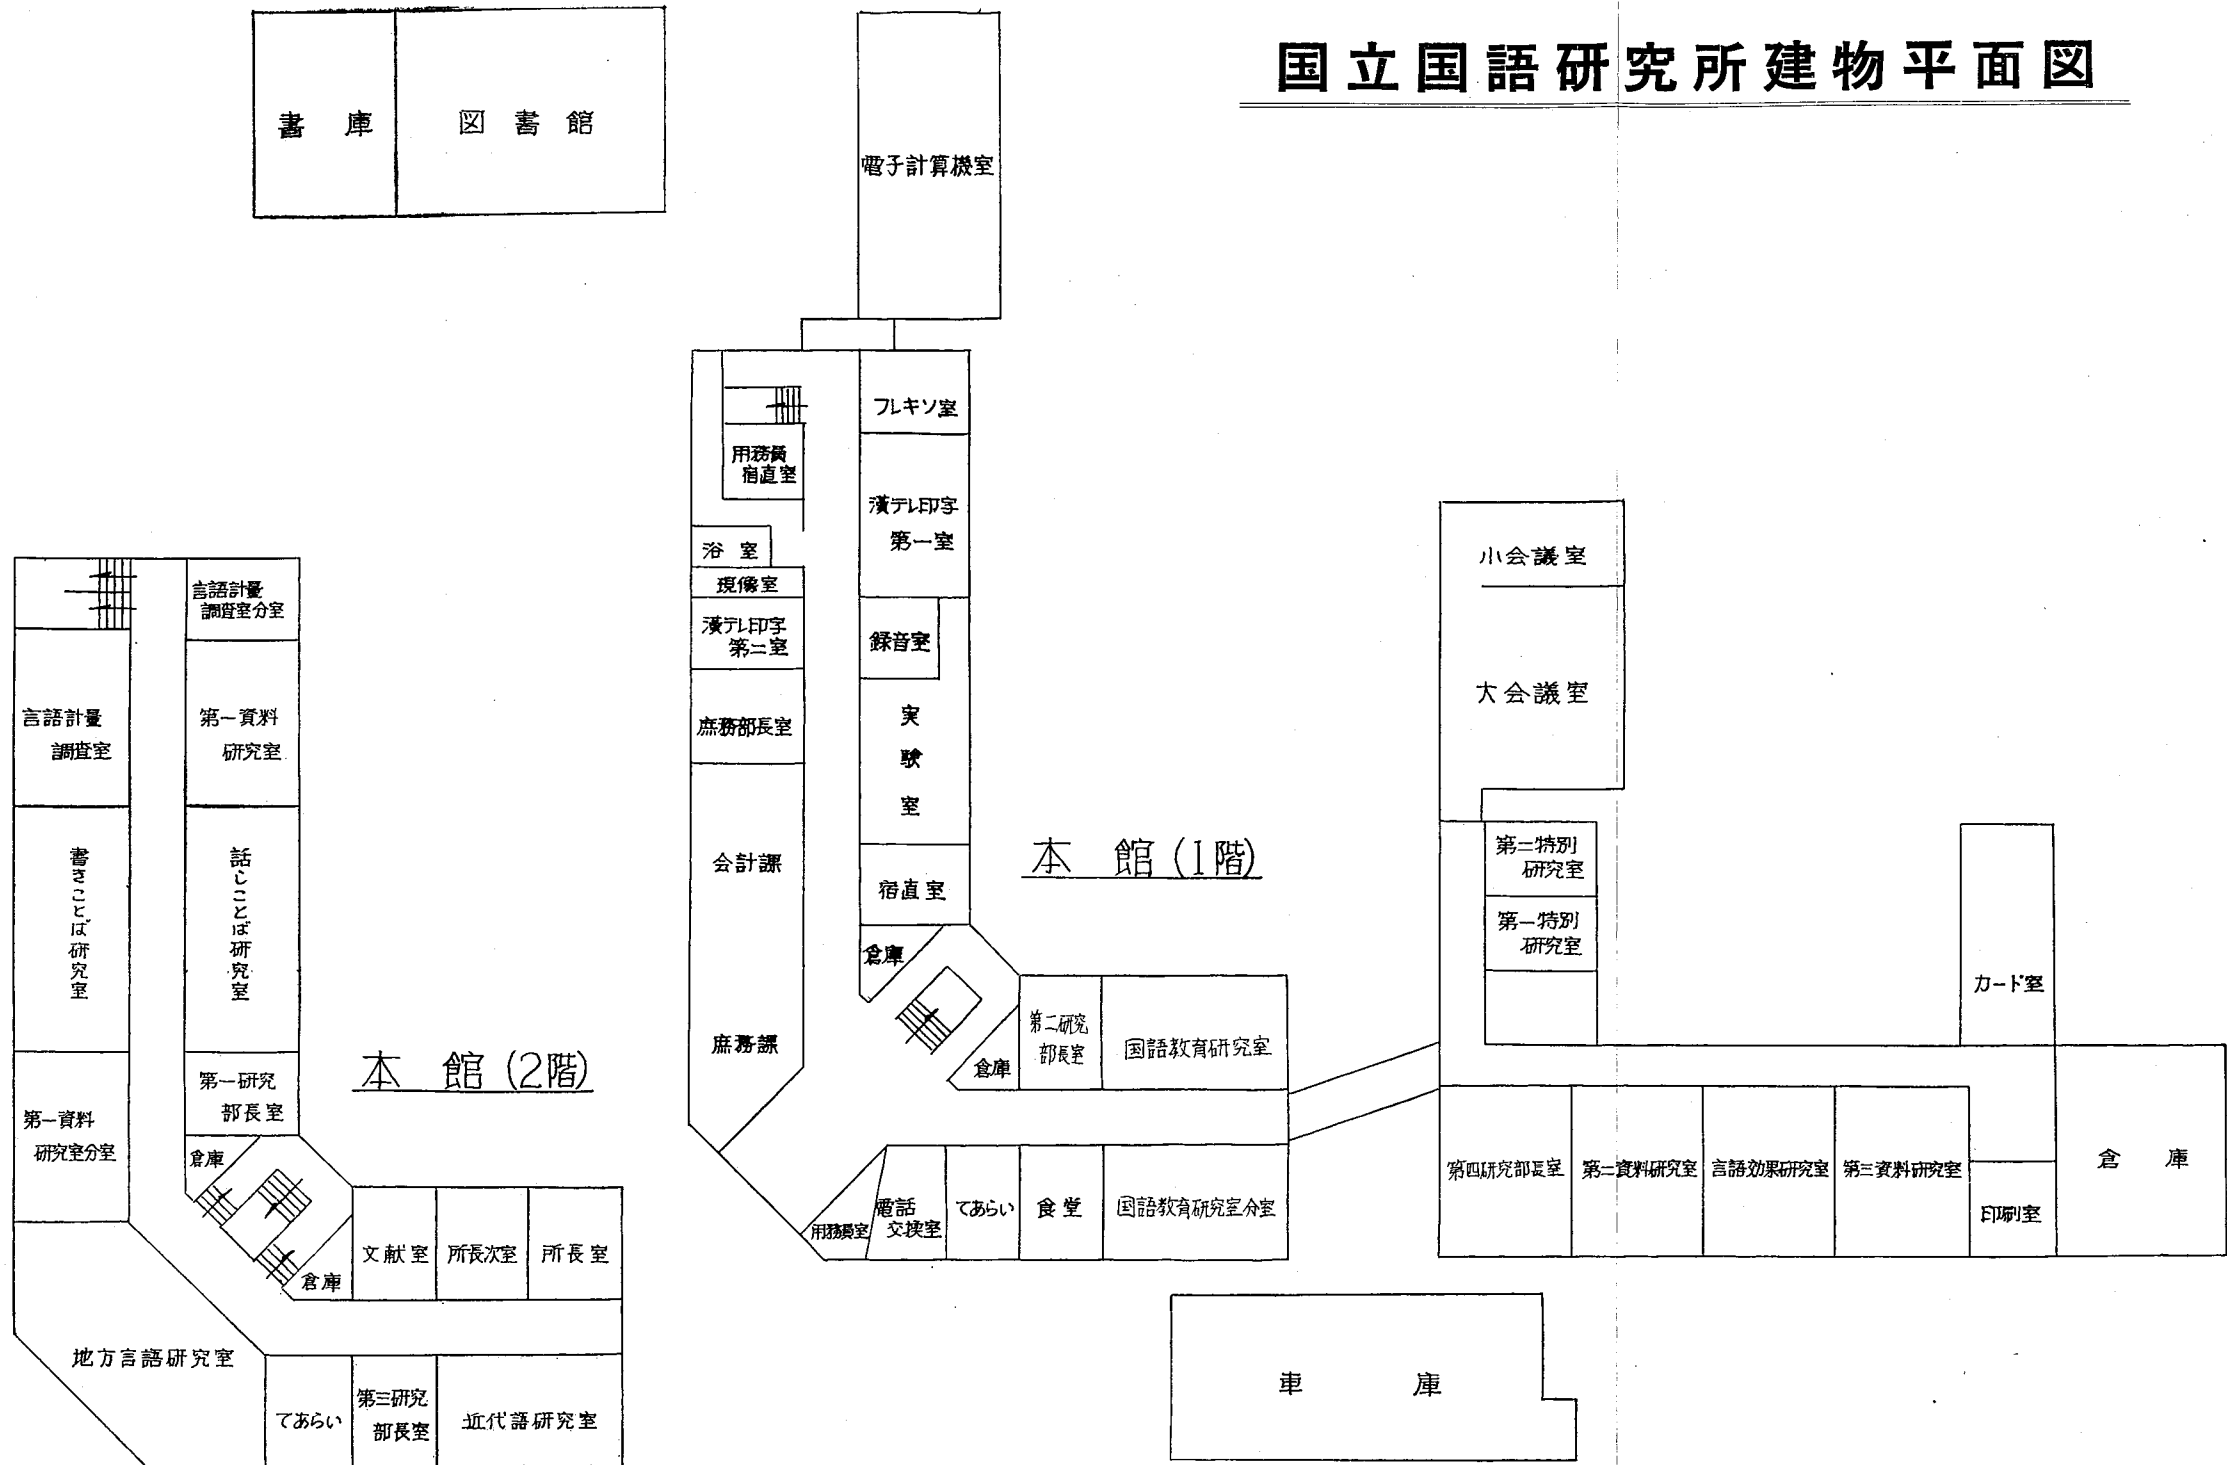 国立国語研究所建物平面図
書庫
図書館
電子計算機室
フレキソ室
用務員
宿直室
漢テレ印字
第一室
浴室
現像室
漢テレ印字
第二室
録音室
庶務部長室
実験室
会計課
宿直室
倉庫
庶務課
本館(1階)
第二研究
部長室
国語教育研究室
倉庫
用務員室
電話
交換室
てあらい
食堂
国語教育研究室分室
小会議室
大会議室
第二特別
研究室
第一特別
研究室
カード室
第四研究部長室
第二資料研究室
言語効果研究室
第三資料研究室
印刷室
倉庫
車庫
言語計量
調査室分室
言語計量
調査室
第一資料
研究室
書きことば研究室
話しことば研究室
本館(2階)
第一研究
部長室
第一資料
研究室分室
倉庫
倉庫
文献室
所長次室
所長室
地方言語研究室
てあらい
第三研究
部長室
近代語研究室